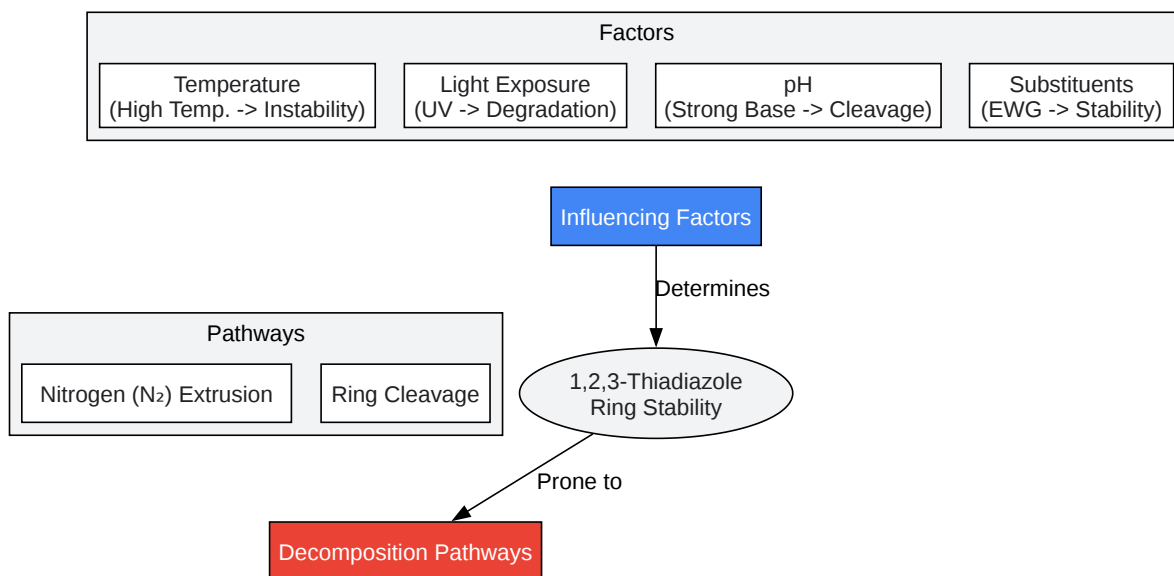 Factors
Temperature
(High Temp. -> Instability)
Light Exposure
(UV -> Degradation)
pH
(Strong Base -> Cleavage)
Substituents
(EWG -> Stability)
Influencing Factors
Determines
Pathways
Nitrogen (N₂) Extrusion
Ring Cleavage
1,2,3-Thiadiazole
Ring Stability
Prone to
Decomposition Pathways